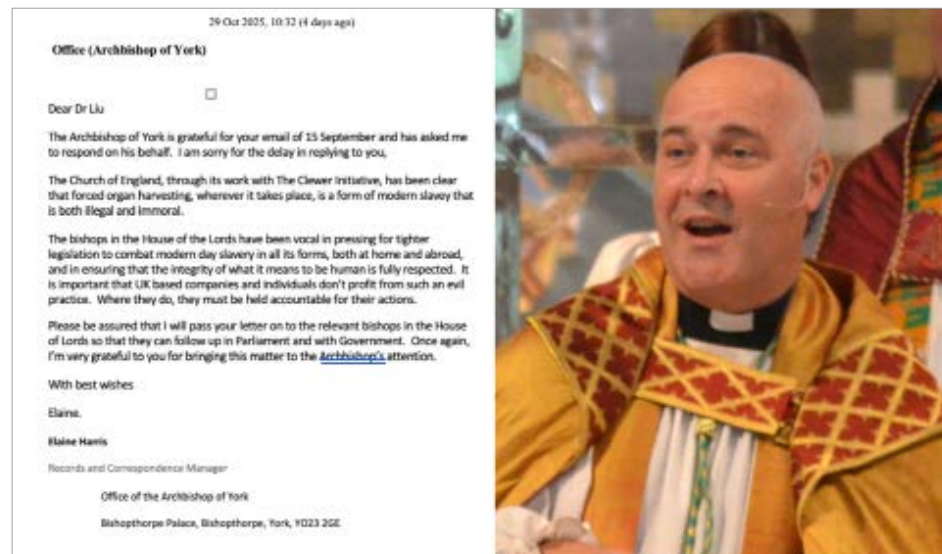 29 Oct 2025, 10:32 (4 days ago)
Office (Archbishop of York)
Dear Dr Liu
The Archbishop of York is grateful for your email of 15 September and has asked me
to respond on his behalf.  I am sorry for the delay in replying to you,
The Church of England, through its work with The Clewer Initiative, has been clear
that forced organ harvesting, wherever it takes place, is a form of modern slavey that
is both illegal and immoral.
The bishops in the House of the Lords have been vocal in pressing for tighter
legislation to combat modern day slavery in all its forms, both at home and abroad,
and in ensuring that the integrity of what it means to be human is fully respected.  It
is important that UK based companies and individuals don't profit from such an evil
practice.  Where they do, they must be held accountable for their actions.
Please be assured that I will pass your letter on to the relevant bishops in the House
of Lords so that they can follow up in Parliament and with Government.  Once again,
I'm very grateful to you for bringing this matter to the Archbishop's attention.
With best wishes
Elaine.
Elaine Harris
Records and Correspondence Manager
Office of the Archbishop of York
Bishopthorpe Palace, Bishopthorpe, York, YO23 2GE